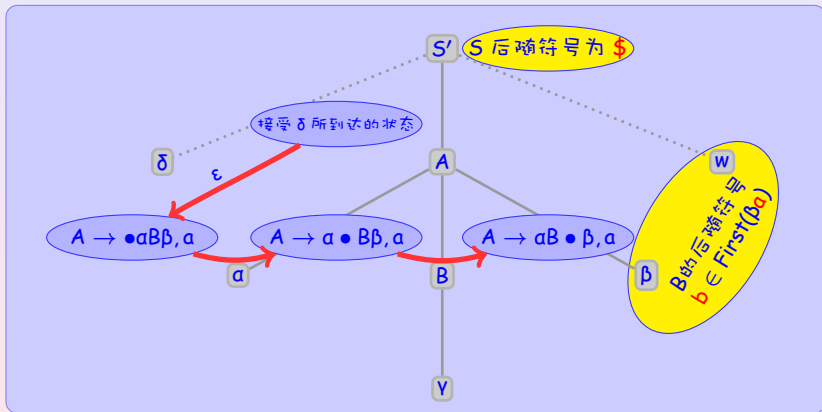 S′
S 后随符号为 $
接受 δ 所到达的状态
δ
A
w
ε
A → •αBβ, a
A → α • Bβ, a
A → αB • β, a
B的后随符号
b ∈ First(βa)
α
B
β
γ